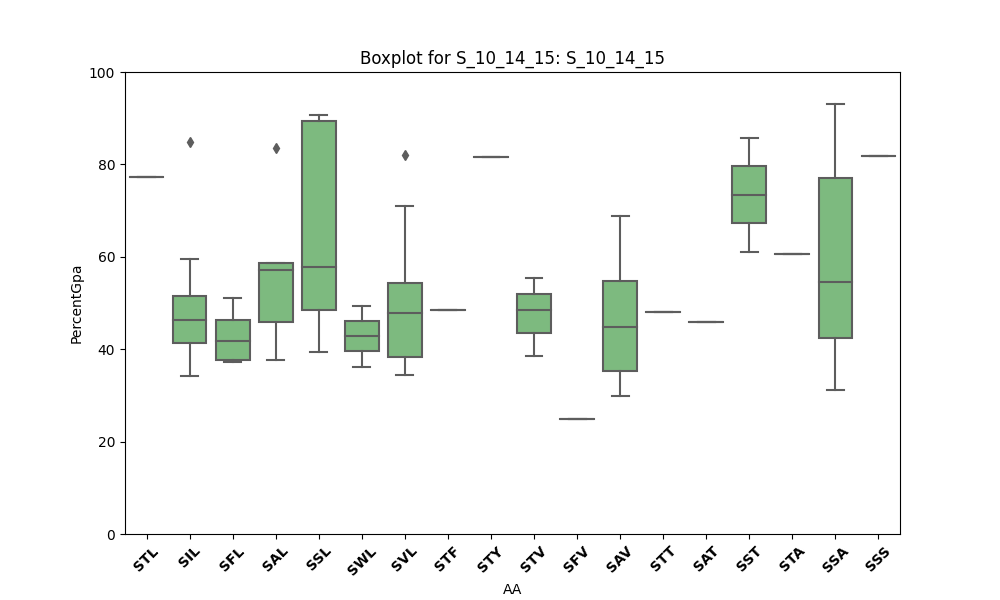 Boxplot for S_10_14_15: S_10_14_15
100
80
60
40
20
0
PercentGpa
STL SIL SFL SAL SSL SWL SVL STF STY STV SFV SAV STT SAT SST STA SSA SSS
AA